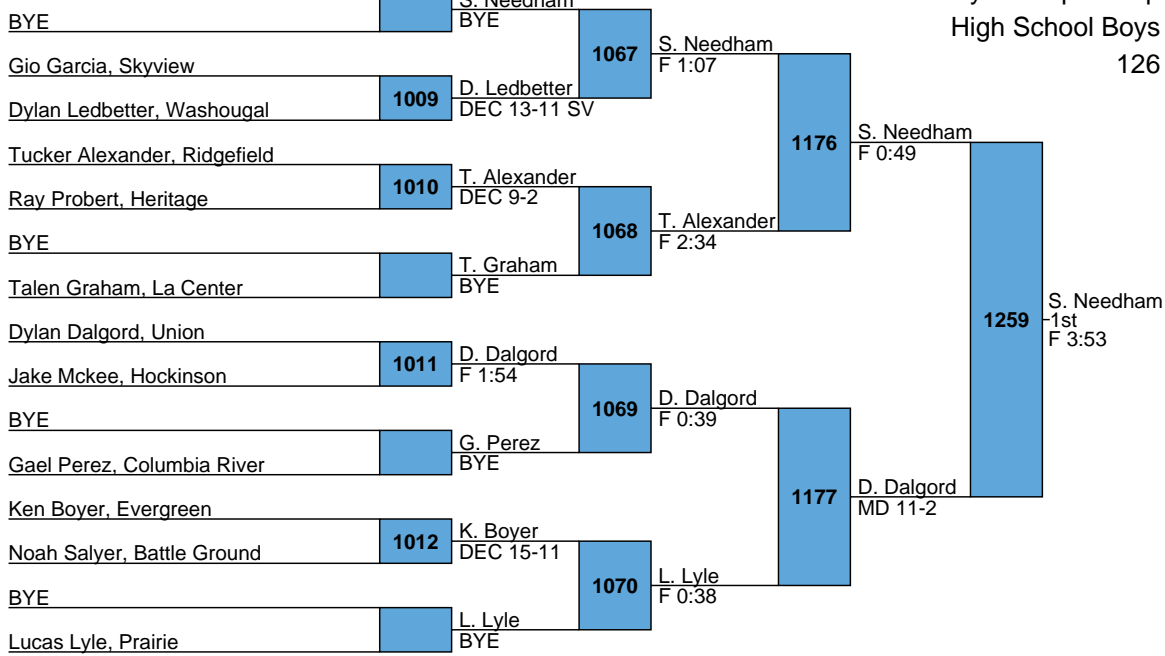 S. Needham
BYE
BYE
High School Boys
126
Gio Garcia, Skyview
Dylan Ledbetter, Washougal
1009
D. Ledbetter
DEC 13-11 SV
1067
S. Needham
F 1:07
Tucker Alexander, Ridgefield
Ray Probert, Heritage
1010
T. Alexander
DEC 9-2
1068
T. Alexander
F 2:34
BYE
Talen Graham, La Center
T. Graham
BYE
1176
S. Needham
F 0:49
Dylan Dalgord, Union
Jake Mckee, Hockinson
1011
D. Dalgord
F 1:54
1069
D. Dalgord
F 0:39
BYE
Gael Perez, Columbia River
G. Perez
BYE
1177
D. Dalgord
MD 11-2
Ken Boyer, Evergreen
Noah Salyer, Battle Ground
1012
K. Boyer
DEC 15-11
1070
L. Lyle
F 0:38
BYE
Lucas Lyle, Prairie
L. Lyle
BYE
1259
S. Needham
1st
F 3:53